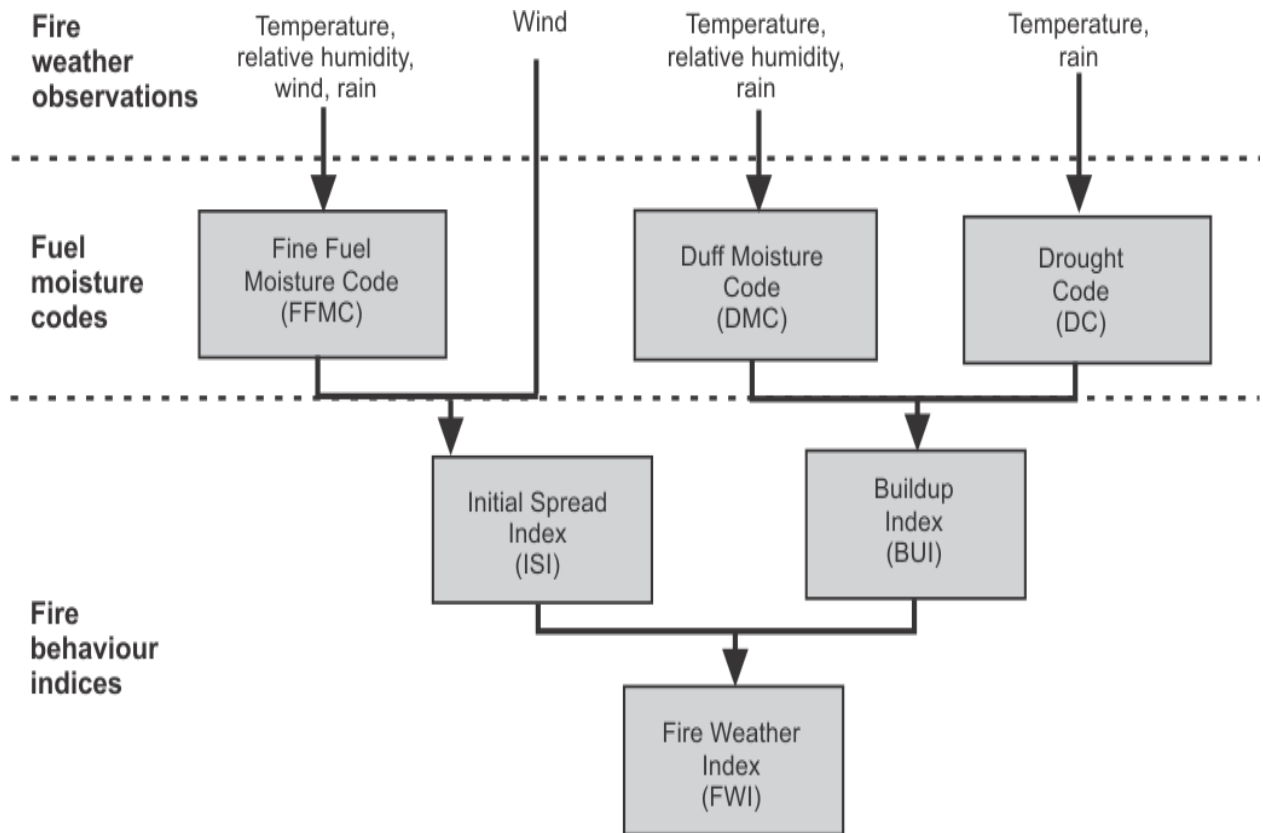 Fire
weather
observations
Temperature,
relative humidity,
wind, rain
Wind
Temperature,
relative humidity,
rain
Temperature,
rain
Fuel
moisture
codes
Fine Fuel
Moisture Code
(FFMC)
Duff Moisture
Code
(DMC)
Drought
Code
(DC)
Fire
behaviour
indices
Initial Spread
Index
(ISI)
Buildup
Index
(BUI)
Fire Weather
Index
(FWI)